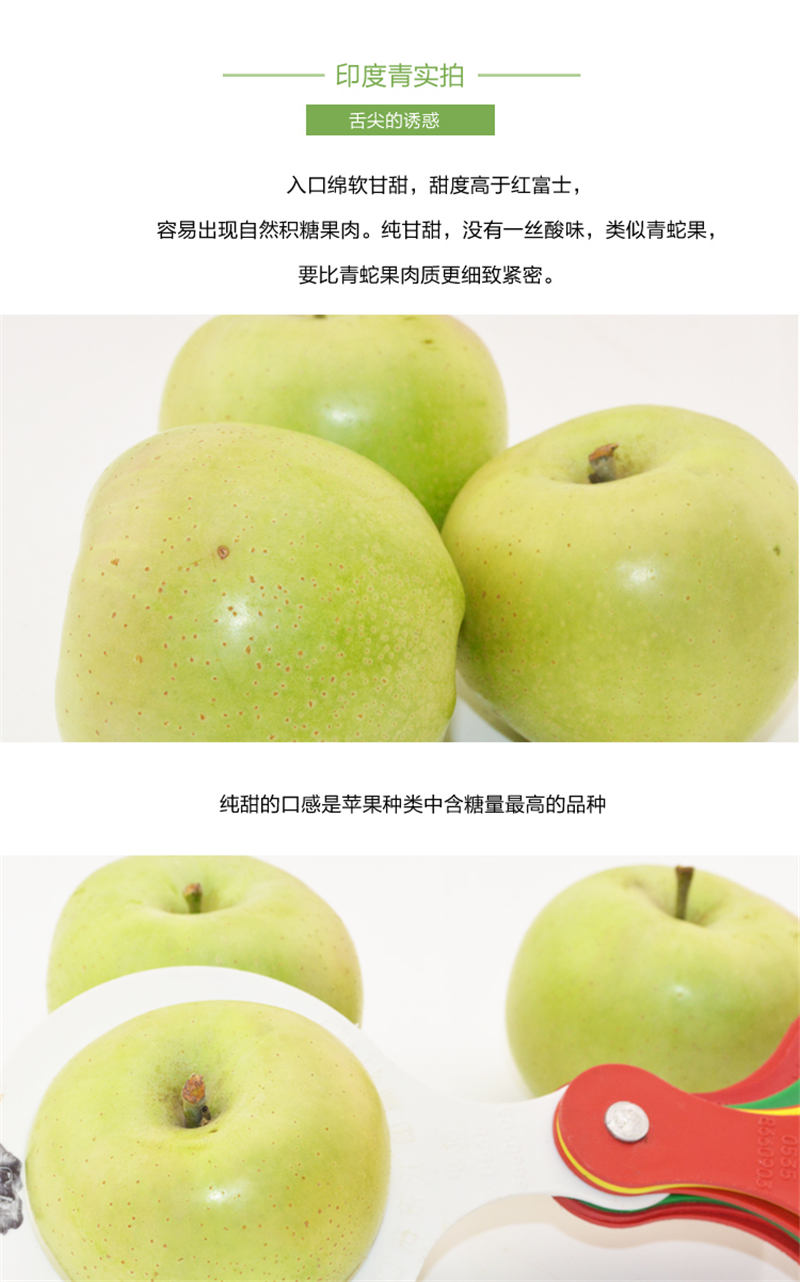 印度青实拍
舌尖的诱惑
入口绵软甘甜，甜度高于红富士，
容易出现自然积糖果肉。纯甘甜，没有一丝酸味，类似青蛇果，
要比青蛇果肉质更细致紧密。
纯甜的口感是苹果种类中含糖量最高的品种